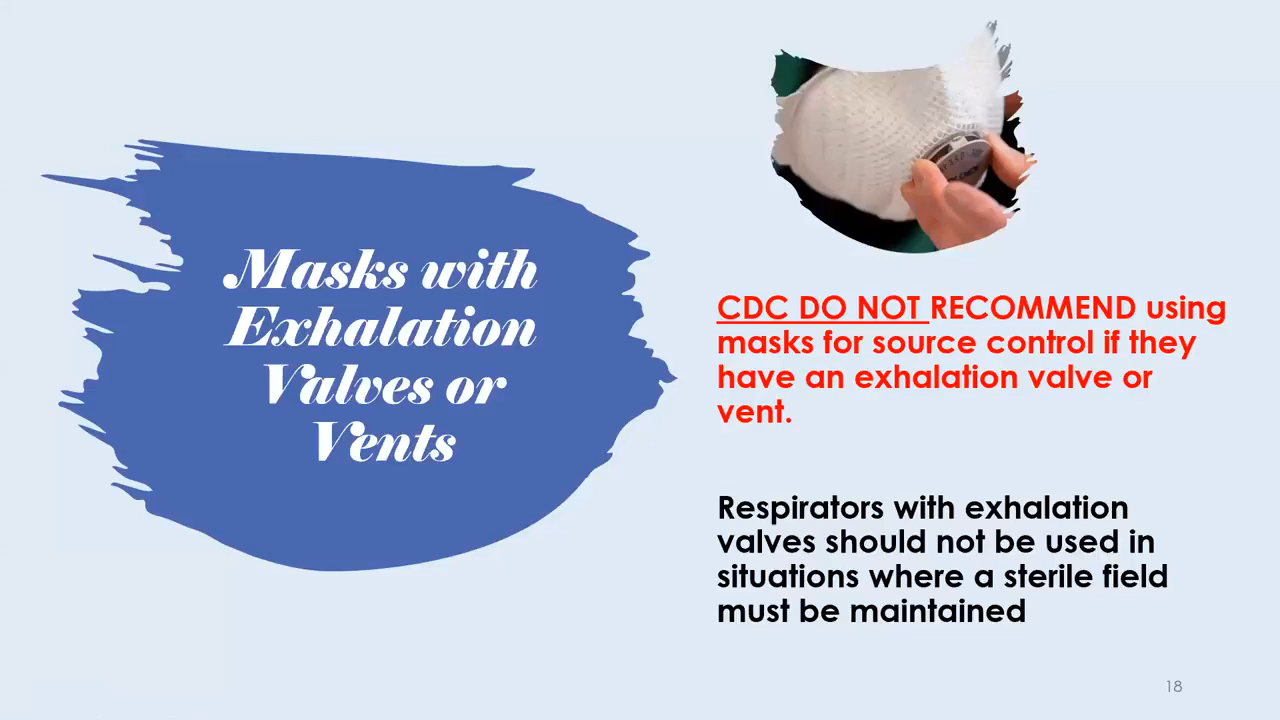 Masks with
Exhalation
Valves or
Vents
CDC DO NOT RECOMMEND using
masks for source control if they
have an exhalation valve or
vent.
Respirators with exhalation
valves should not be used in
situations where a sterile field
must be maintained
18